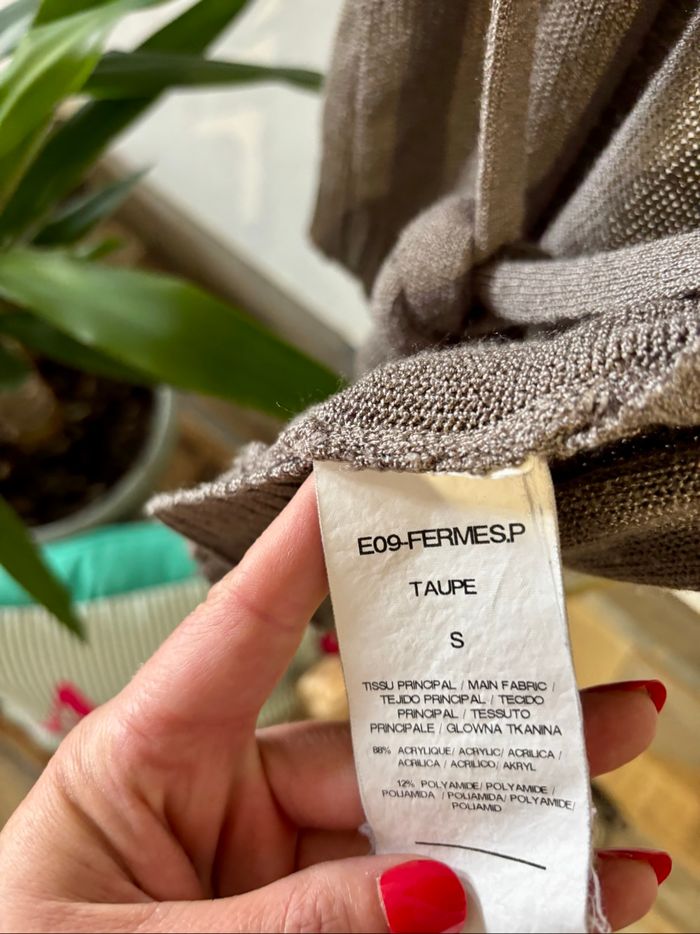 E09-FERMES.P
TAUPE
S
TISSU PRINCIPAL / MAIN FABRIC /
TEJIDO PRINCIPAL / TECIDO
PRINCIPAL / TESSUTO
PRINCIPALE / GLOWNA TKANINA
88% ACRYLIQUE/ ACRYLIC/ ACRILICA /
ACRILICA / ACRILICO/ AKRYL
12% POLYAMIDE/ POLYAMIDE /
POLIAMIDA / POLIAMIDA/ POLYAMIDE/
POLIAMID